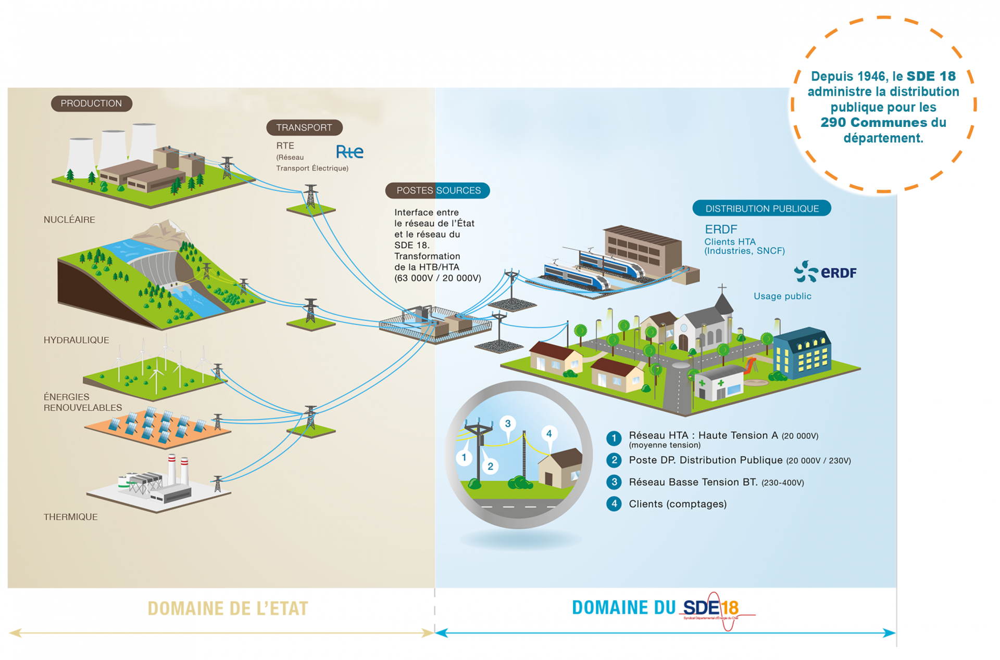 Depuis 1946, le SDE 18
administre la distribution
publique pour les
290 Communes du
département.
PRODUCTION
TRANSPORT
RTE
(Réseau
Transport Électrique)
Rte
POSTES SOURCES
Interface entre
le réseau de l'État
et le réseau du
SDE 18.
Transformation
de la HTB/HTA
(63 000V / 20 000V)
DISTRIBUTION PUBLIQUE
ERDF
Clients HTA
(Industries, SNCF)
eRDF
Usage public
NUCLÉAIRE
HYDRAULIQUE
ÉNERGIES
RENOUVELABLES
THERMIQUE
1
2
3
4
1 Réseau HTA : Haute Tension A (20 000V)
(moyenne tension)
2 Poste DP. Distribution Publique (20 000V / 230V)
3 Réseau Basse Tension BT. (230-400V)
4 Clients (comptages)
DOMAINE DE L'ETAT
DOMAINE DU SDE18
Syndicat Départemental d'Énergie du Cher